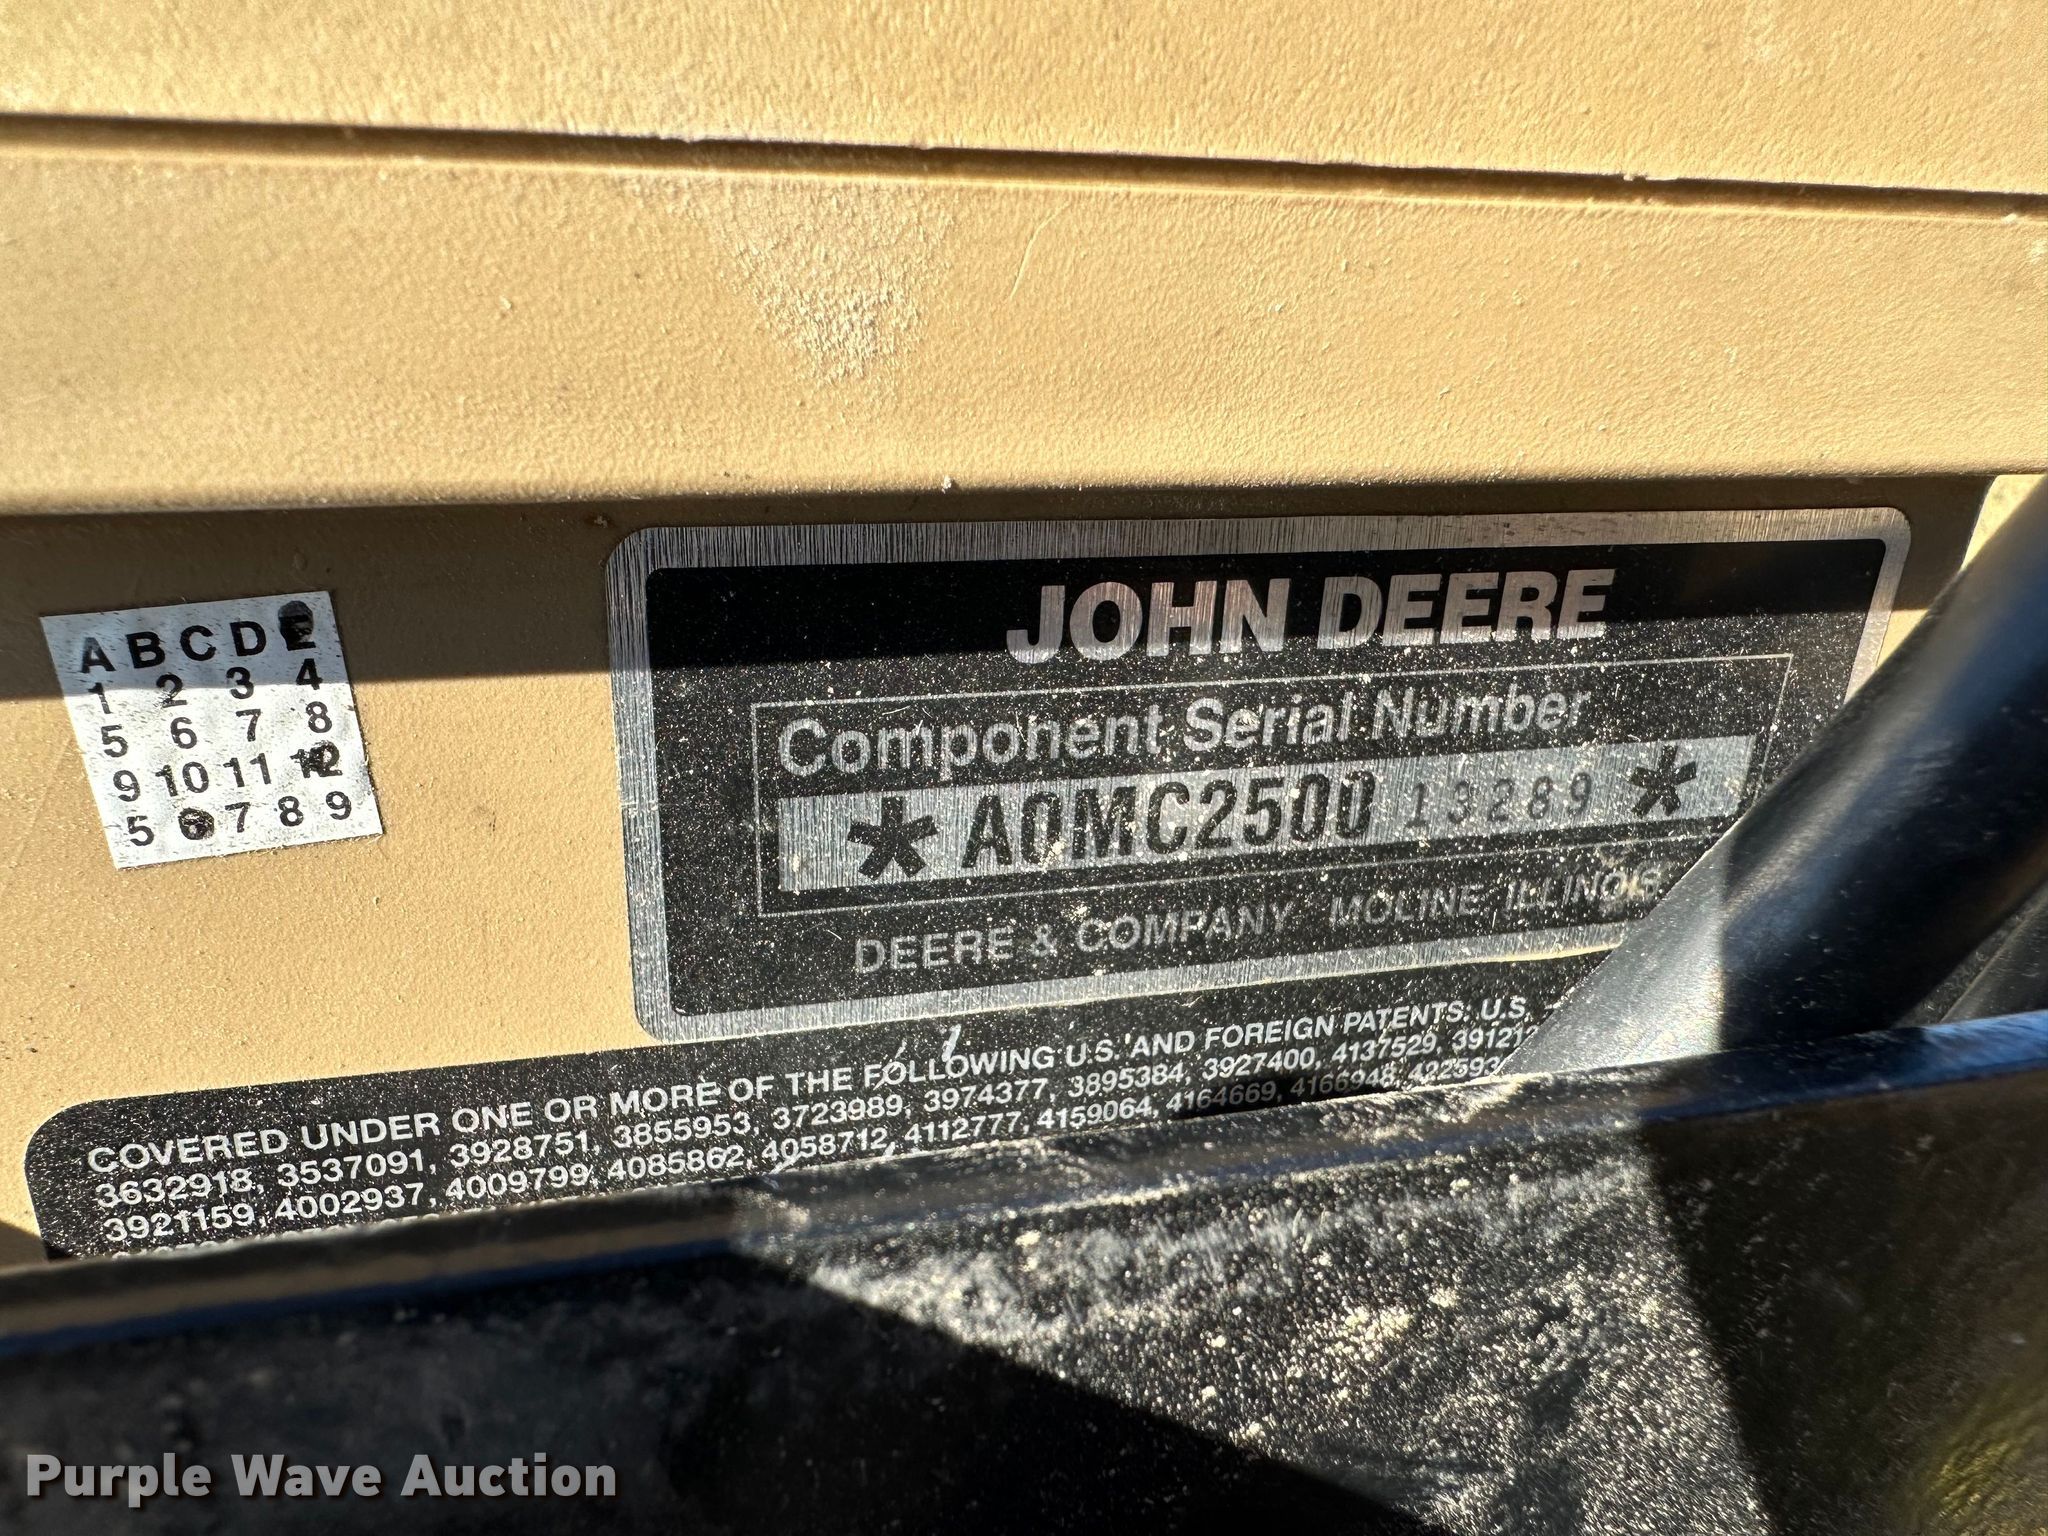 A B C D E
1 2 3 4
5 6 7 8
9 10 11 12
5 6 7 8 9
JOHN DEERE
Component Serial Number
*A0MC2500 13289*
DEERE & COMPANY MOLINE ILLINOIS
COVERED UNDER ONE OR MORE OF THE FOLLOWING U.S. AND FOREIGN PATENTS. U.S.
3632918, 3537091, 3928751, 3855953, 3723989, 3974377, 3895384, 3927400, 4137529, 391212
3921159, 4002937, 4009799, 4085862, 4058712, 4112777, 4159064, 4164669, 4166948, 422593
Purple Wave Auction